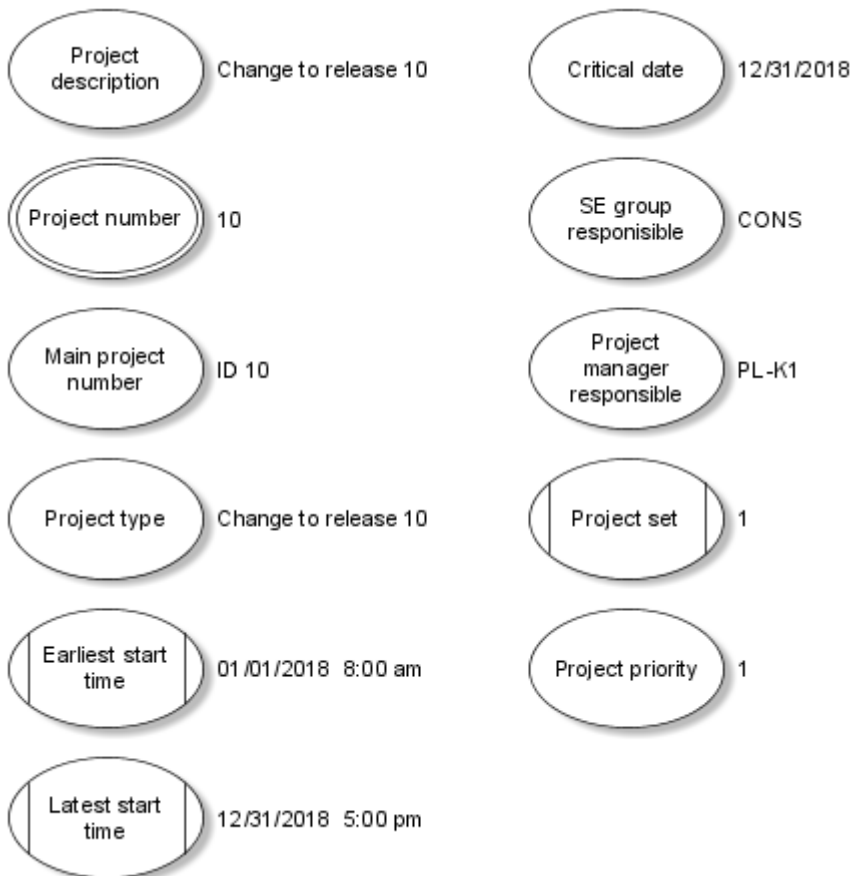 Project
description
Change to release 10
Project number
10
Main project
number
ID 10
Project type
Change to release 10
Earliest start
time
01/01/2018 8:00 am
Latest start
time
12/31/2018 5:00 pm
Critical date
12/31/2018
SE group
responisible
CONS
Project
manager
responsible
PL-K1
Project set
1
Project priority
1